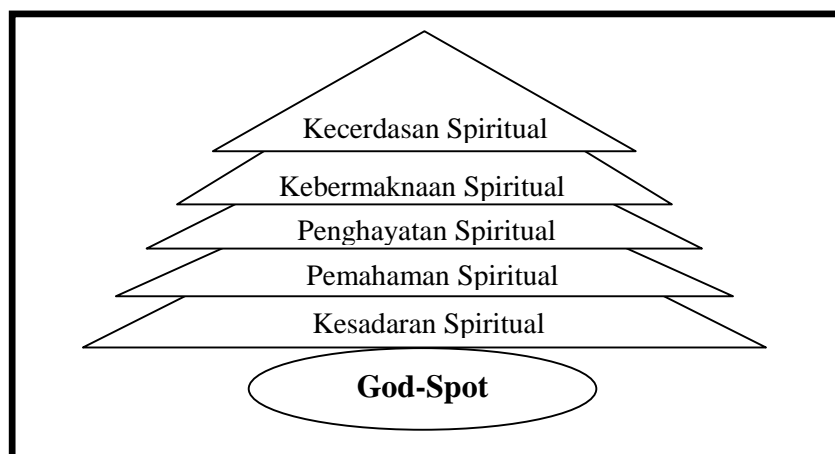 Kecerdasan Spiritual
Kebermaknaan Spiritual
Penghayatan Spiritual
Pemahaman Spiritual
Kesadaran Spiritual
God-Spot